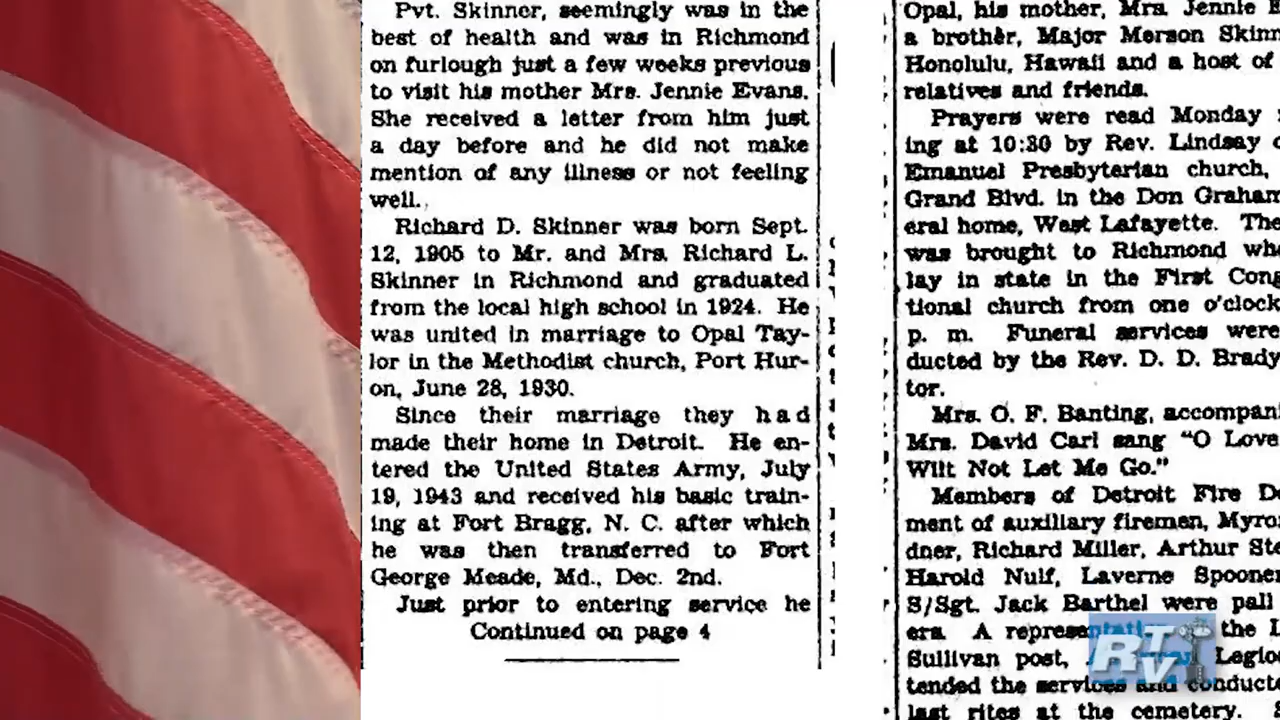 Pvt. Skinner, seemingly was in the
best of health and was in Richmond
on furlough just a few weeks previous
to visit his mother Mrs. Jennie Evans.
She received a letter from him just
a day before and he did not make
mention of any illness or not feeling
well.
Richard D. Skinner was born Sept.
12, 1905 to Mr. and Mrs. Richard L.
Skinner in Richmond and graduated
from the local high school in 1924. He
was united in marriage to Opal Tay-
lor in the Methodist church, Port Hur-
on, June 28, 1930.
Since their marriage they had
made their home in Detroit. He en-
tered the United States Army, July
19, 1943 and received his basic train-
ing at Fort Bragg, N. C. after which
he was then transferred to Fort
George Meade, Md., Dec. 2nd.
Just prior to entering service he
Continued on page 4
Opal, his mother, Mrs. Jennie
a brother, Major Merson
Honolulu, Hawaii and a host of
relatives and friends.
Prayers were read Monday
ing at 10:30 by Rev. Lindsay
Emanuel Presbyterian church,
Grand Blvd. in the Don Graham
eral home, West Lafayette.
was brought to Richmond
lay in state in the First
tional church from one o'clock
p. m. Funeral services were
ducted by the Rev. D. D. Brady
tor.
Mrs. O. F. Banting,
Mrs. David Carl sang "O Love
Wilt Not Let Me Go."
Members of Detroit Fire
ment of auxiliary firemen,
dner, Richard Miller, Arthur
Harold Nulf, Laverne Spooner
S/Sgt. Jack Barthel were pall
era. A the
Sullivan post,
tended the services and
last rites at the cemetery.
RTV